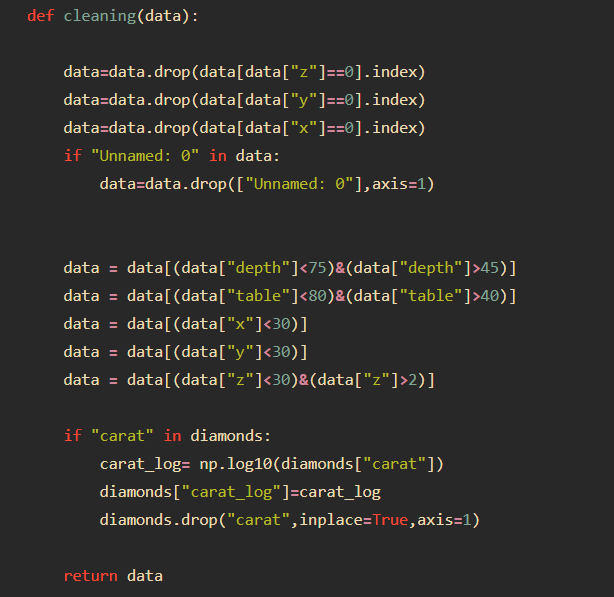 def cleaning(data):
data=data.drop(data[data["z"]==0].index)
data=data.drop(data[data["y"]==0].index)
data=data.drop(data[data["x"]==0].index)
if "Unnamed: 0" in data:
data=data.drop(["Unnamed: 0"],axis=1)
data = data[(data["depth"]<75)&(data["depth"]>45)]
data = data[(data["table"]<80)&(data["table"]>40)]
data = data[(data["x"]<30)]
data = data[(data["y"]<30)]
data = data[(data["z"]<30)&(data["z"]>2)]
if "carat" in diamonds:
carat_log= np.log10(diamonds["carat"])
diamonds["carat_log"]=carat_log
diamonds.drop("carat",inplace=True,axis=1)
return data